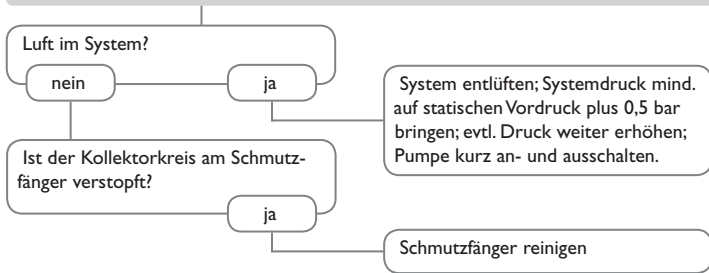 Luft im System?
nein
ja
System entlüften; Systemdruck mind.
auf statischen Vordruck plus 0,5 bar
bringen; evtl. Druck weiter erhöhen;
Pumpe kurz an- und ausschalten.
Ist der Kollektorkreis am Schmutz-
fänger verstopft?
ja
Schmutzfänger reinigen